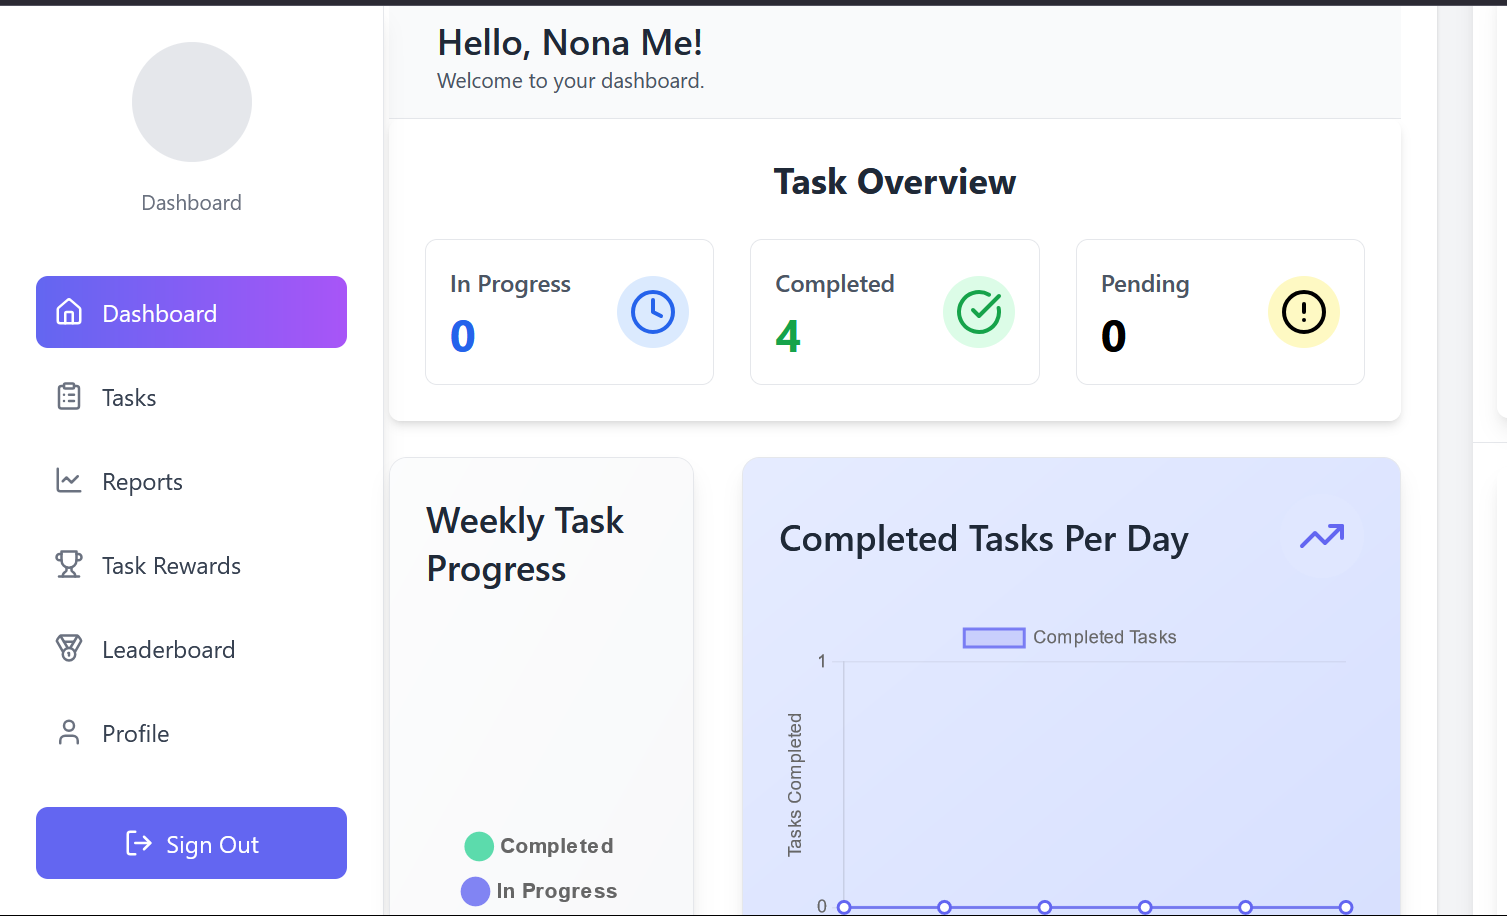 Dashboard
Dashboard
Tasks
Reports
Task Rewards
Leaderboard
Profile
Sign Out
Hello, Nona Me!
Welcome to your dashboard.
Task Overview
In Progress
0
Completed
4
Pending
0
Weekly Task
Progress
Completed
In Progress
Completed Tasks Per Day
Completed Tasks
1
Tasks Completed
0